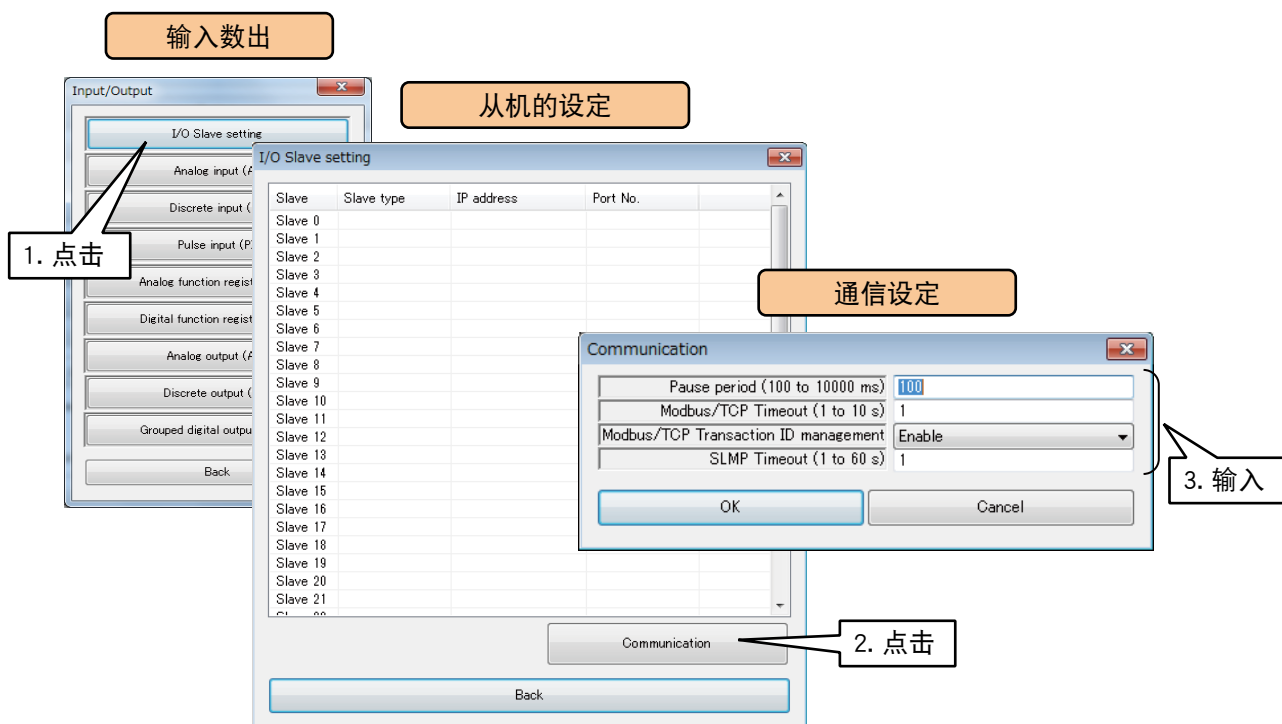 输入数出
Input/Output
I/O Slave setting
Analog input (A
Discrete input (
Pulse input (P
Analog function regist
Digital function regist
Analog output (A
Discrete output (
Grouped digital outpu
Back
1. 点击
从机的设定
I/O Slave setting
Slave Slave type IP address Port No.
Slave 0
Slave 1
Slave 2
Slave 3
Slave 4
Slave 5
Slave 6
Slave 7
Slave 8
Slave 9
Slave 10
Slave 11
Slave 12
Slave 13
Slave 14
Slave 15
Slave 16
Slave 17
Slave 18
Slave 19
Slave 20
Slave 21
Communication
Back
2. 点击
通信设定
Communication
Pause period (100 to 10000 ms) 100
Modbus/TCP Timeout (1 to 10 s) 1
Modbus/TCP Transaction ID management Enable
SLMP Timeout (1 to 60 s) 1
OK Cancel
3. 输入